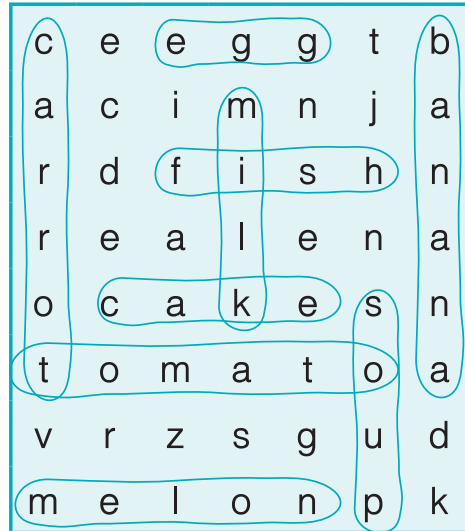 c e e g g t b
a c i m n j a
r d f i s h n
r e a l e n a
o c a k e s n
t o m a t o a
v r z s g u d
m e l o n p k